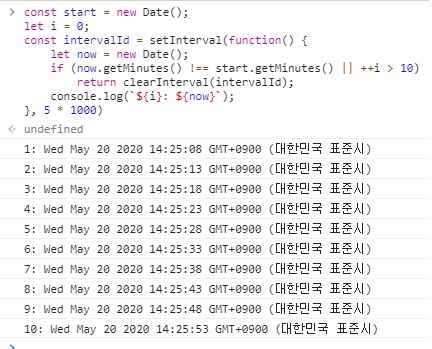 > const start = new Date();
let i = 0;
const intervalId = setInterval(function() {
    let now = new Date();
    if (now.getMinutes() !== start.getMinutes() || ++i > 10)
        return clearInterval(intervalId);
    console.log(`${i}: ${now}`);
}, 5 * 1000)
< undefined
1: Wed May 20 2020 14:25:08 GMT+0900 (대한민국 표준시)
2: Wed May 20 2020 14:25:13 GMT+0900 (대한민국 표준시)
3: Wed May 20 2020 14:25:18 GMT+0900 (대한민국 표준시)
4: Wed May 20 2020 14:25:23 GMT+0900 (대한민국 표준시)
5: Wed May 20 2020 14:25:28 GMT+0900 (대한민국 표준시)
6: Wed May 20 2020 14:25:33 GMT+0900 (대한민국 표준시)
7: Wed May 20 2020 14:25:38 GMT+0900 (대한민국 표준시)
8: Wed May 20 2020 14:25:43 GMT+0900 (대한민국 표준시)
9: Wed May 20 2020 14:25:48 GMT+0900 (대한민국 표준시)
10: Wed May 20 2020 14:25:53 GMT+0900 (대한민국 표준시)
>